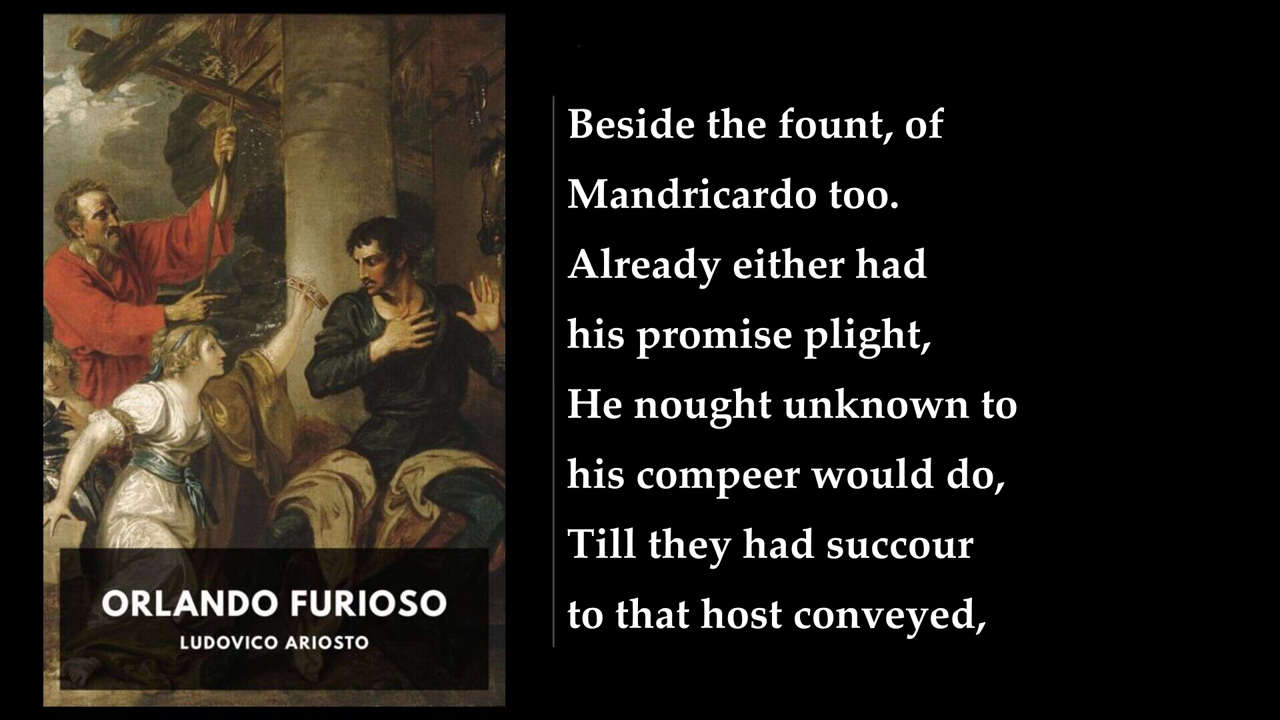 ORLANDO FURIOSO
LUDOVICO ARIOSTO
Beside the fount, of
Mandricardo too.
Already either had
his promise plight,
He nought unknown to
his compeer would do,
Till they had succour
to that host conveyed,